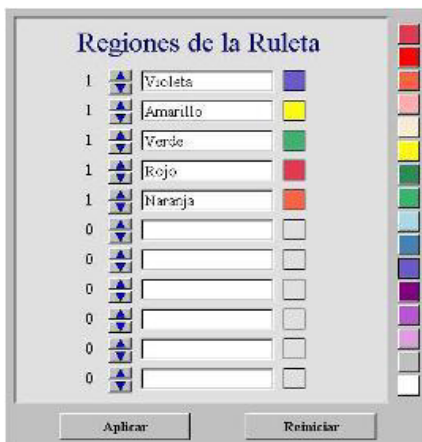 Regiones de la Ruleta
1 Violeta
1 Amarillo
1 Verde
1 Rojo
1 Naranja
0
0
0
0
0
0
Aplicar Reiniciar